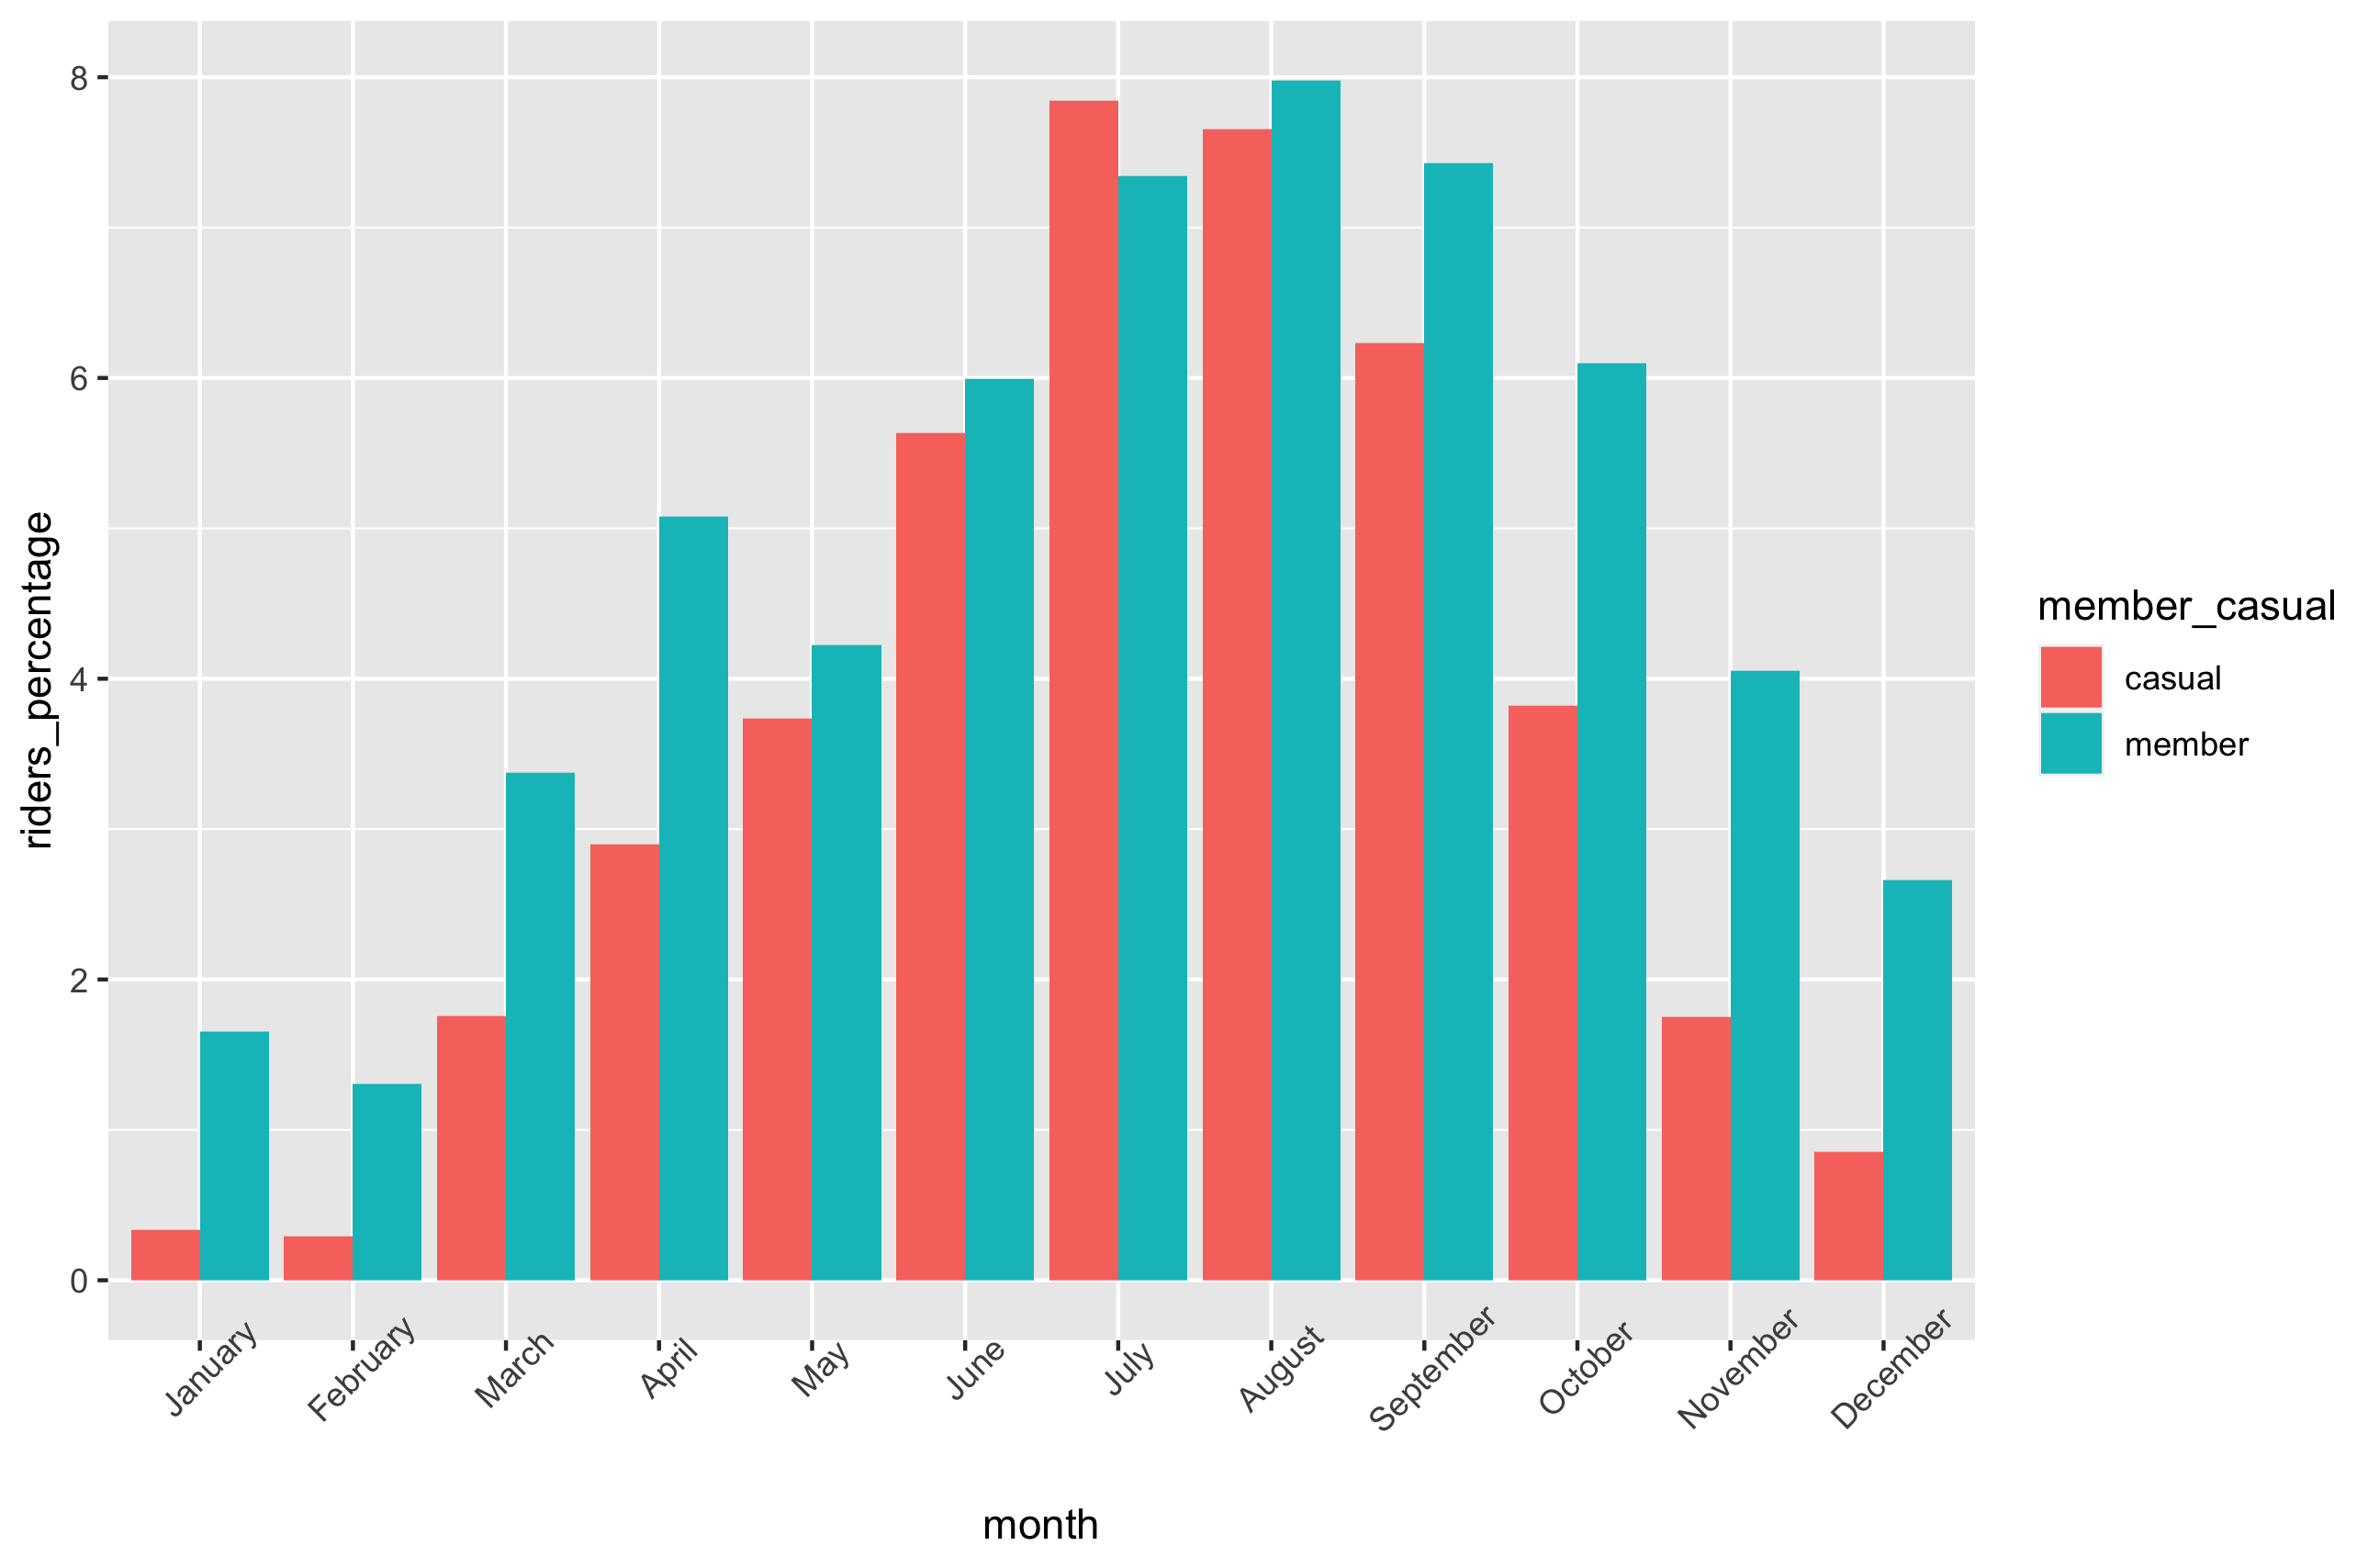 riders_percentage
8
6
4
2
0
January
February
March
April
May
June
July
August
September
October
November
December
month
member_casual
casual
member